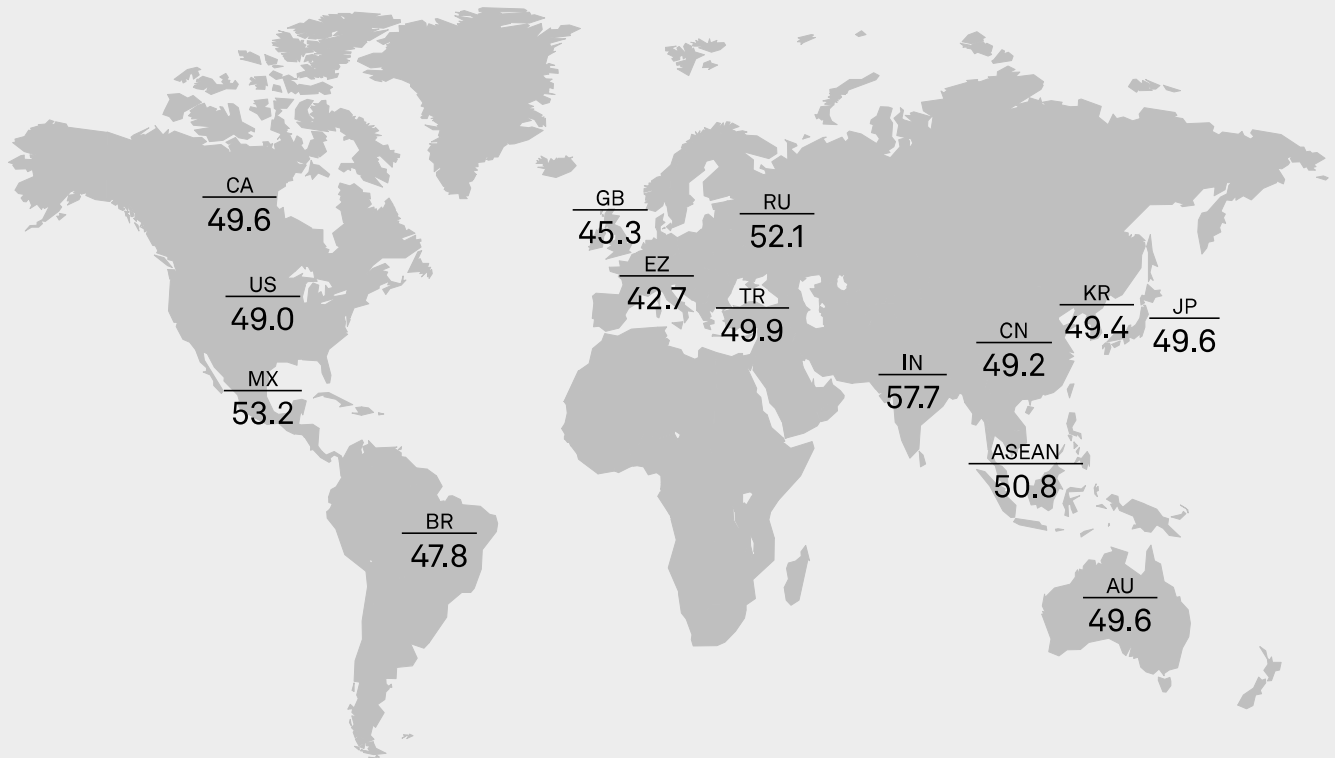 CA
49.6
US
49.0
MX
53.2
BR
47.8
GB
45.3
EZ
42.7
RU
52.1
TR
49.9
IN
57.7
CN
49.2
KR
49.4
JP
49.6
ASEAN
50.8
AU
49.6